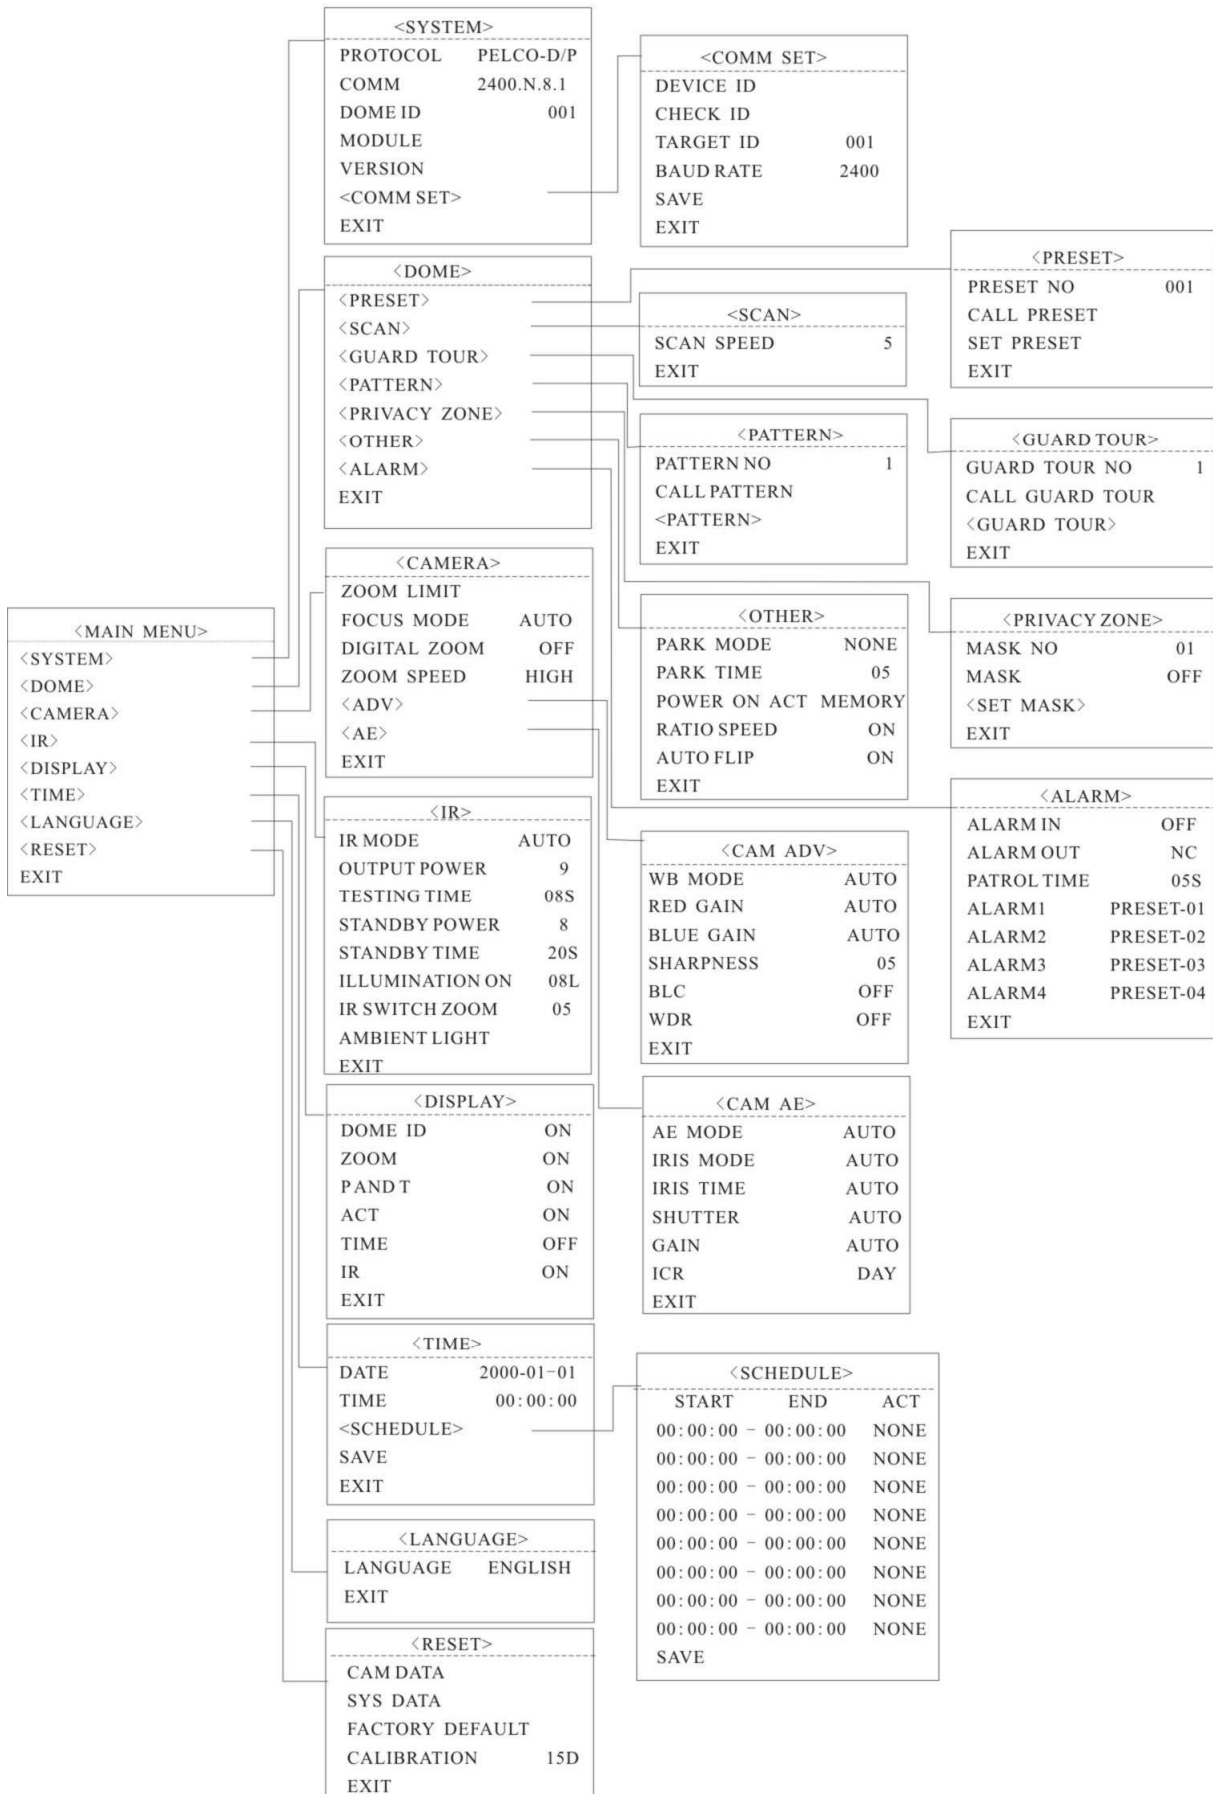 <MAIN MENU>
<SYSTEM>
<DOME>
<CAMERA>
<IR>
<DISPLAY>
<TIME>
<LANGUAGE>
<RESET>
EXIT
<SYSTEM>
PROTOCOL PELCO-D/P
COMM 2400.N.8.1
DOME ID 001
MODULE
VERSION
<COMM SET>
EXIT
<COMM SET>
DEVICE ID
CHECK ID
TARGET ID 001
BAUD RATE 2400
SAVE
EXIT
<DOME>
<PRESET>
<SCAN>
<GUARD TOUR>
<PATTERN>
<PRIVACY ZONE>
<OTHER>
<ALARM>
EXIT
<PRESET>
PRESET NO 001
CALL PRESET
SET PRESET
EXIT
<SCAN>
SCAN SPEED 5
EXIT
<GUARD TOUR>
GUARD TOUR NO 1
CALL GUARD TOUR
<GUARD TOUR>
EXIT
<PATTERN>
PATTERN NO 1
CALL PATTERN
<PATTERN>
EXIT
<PRIVACY ZONE>
MASK NO 01
MASK OFF
<SET MASK>
EXIT
<OTHER>
PARK MODE NONE
PARK TIME 05
POWER ON ACT MEMORY
RATIO SPEED ON
AUTO FLIP ON
EXIT
<ALARM>
ALARM IN OFF
ALARM OUT NC
PATROL TIME 05S
ALARM1 PRESET-01
ALARM2 PRESET-02
ALARM3 PRESET-03
ALARM4 PRESET-04
EXIT
<CAMERA>
ZOOM LIMIT
FOCUS MODE AUTO
DIGITAL ZOOM OFF
ZOOM SPEED HIGH
<ADV>
<AE>
EXIT
<CAM ADV>
WB MODE AUTO
RED GAIN AUTO
BLUE GAIN AUTO
SHARPNESS 05
BLC OFF
WDR OFF
EXIT
<CAM AE>
AE MODE AUTO
IRIS MODE AUTO
IRIS TIME AUTO
SHUTTER AUTO
GAIN AUTO
ICR DAY
EXIT
<IR>
IR MODE AUTO
OUTPUT POWER 9
TESTING TIME 08S
STANDBY POWER 8
STANDBY TIME 20S
ILLUMINATION ON 08L
IR SWITCH ZOOM 05
AMBIENT LIGHT
EXIT
<DISPLAY>
DOME ID ON
ZOOM ON
P AND T ON
ACT ON
TIME OFF
IR ON
EXIT
<TIME>
DATE 2000-01-01
TIME 00:00:00
<SCHEDULE>
SAVE
EXIT
<SCHEDULE>
START END ACT
00:00:00 - 00:00:00 NONE
00:00:00 - 00:00:00 NONE
00:00:00 - 00:00:00 NONE
00:00:00 - 00:00:00 NONE
00:00:00 - 00:00:00 NONE
00:00:00 - 00:00:00 NONE
00:00:00 - 00:00:00 NONE
00:00:00 - 00:00:00 NONE
SAVE
<LANGUAGE>
LANGUAGE ENGLISH
EXIT
<RESET>
CAM DATA
SYS DATA
FACTORY DEFAULT
CALIBRATION 15D
EXIT